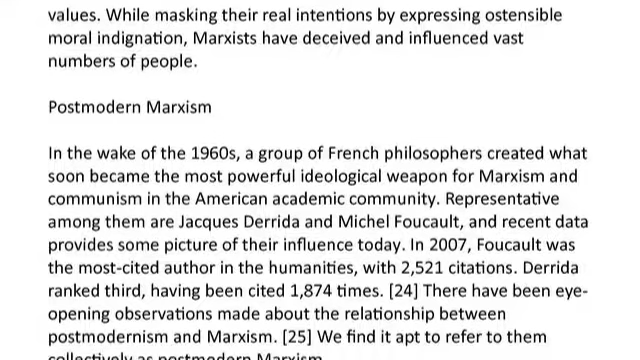 values. While masking their real intentions by expressing ostensible
moral indignation, Marxists have deceived and influenced vast
numbers of people.
Postmodern Marxism
In the wake of the 1960s, a group of French philosophers created what
soon became the most powerful ideological weapon for Marxism and
communism in the American academic community. Representative
among them are Jacques Derrida and Michel Foucault, and recent data
provides some picture of their influence today. In 2007, Foucault was
the most-cited author in the humanities, with 2,521 citations. Derrida
ranked third, having been cited 1,874 times. [24] There have been eye-
opening observations made about the relationship between
postmodernism and Marxism. [25] We find it apt to refer to them
collectively as postmodern Marxism.